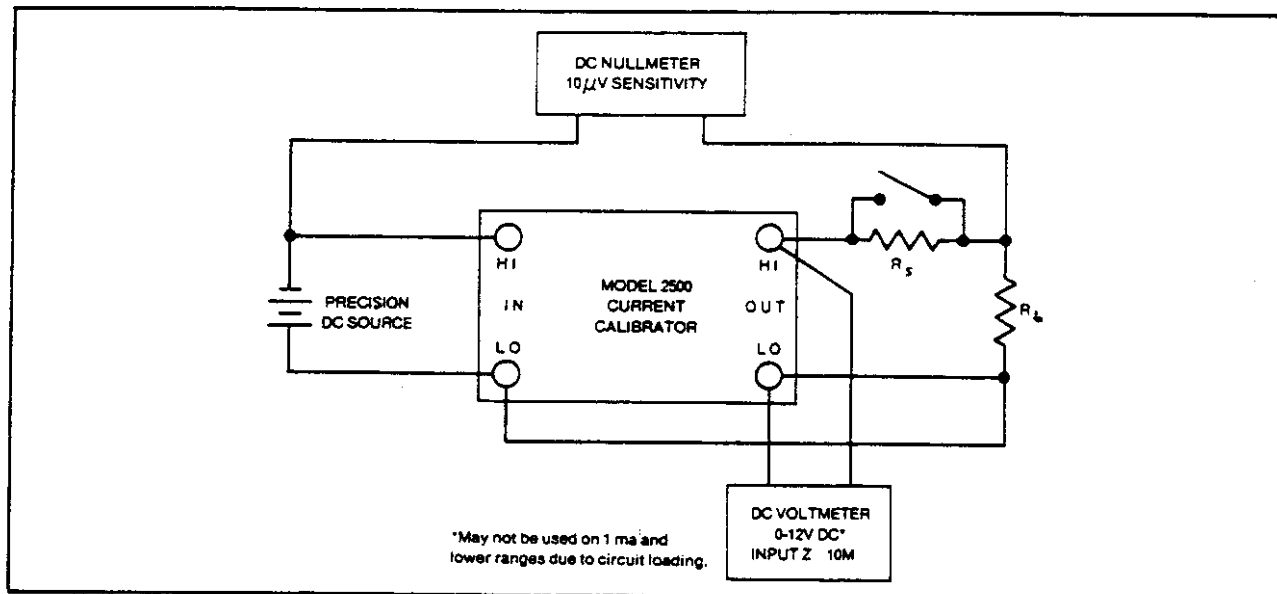 DC NULLMETER
10μV SENSITIVITY
HI
HI
R_S
MODEL 2500
CURRENT
CALIBRATOR
PRECISION
DC SOURCE
IN
OUT
LO
LO
DC VOLTMETER
0-12V DC*
INPUT Z 10M
*May not be used on 1 ma and
lower ranges due to circuit loading.